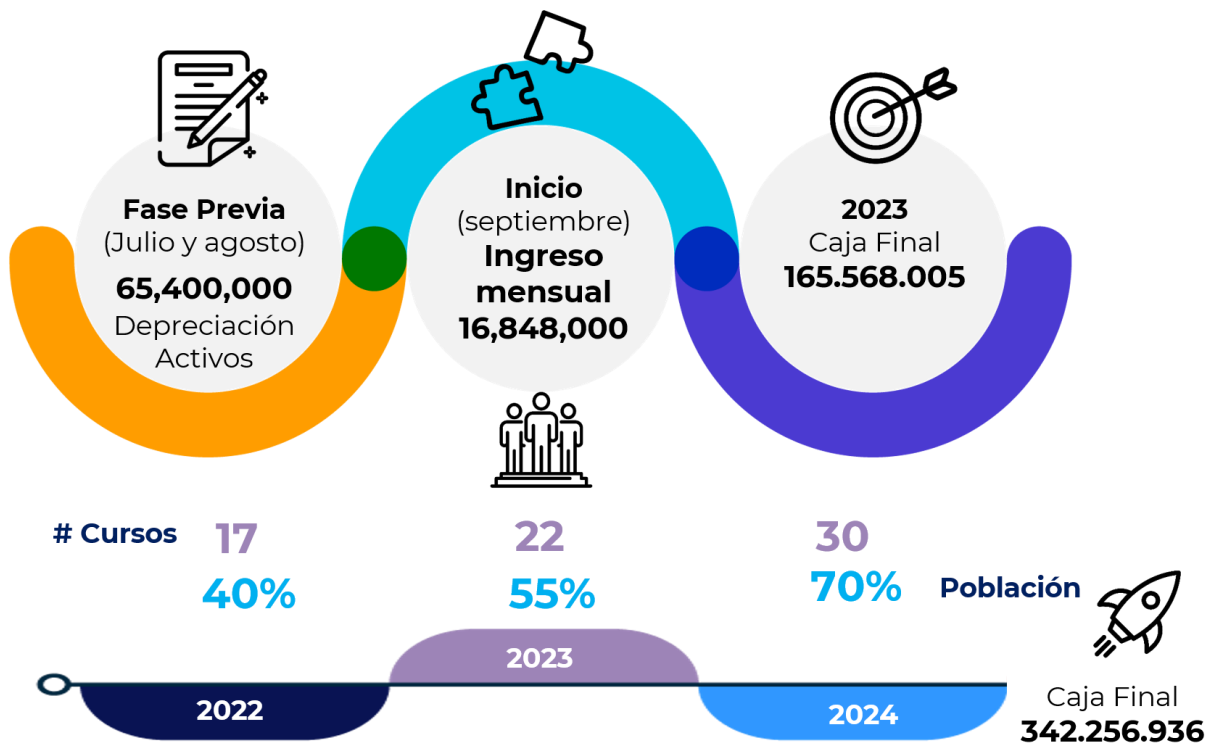 Fase Previa
(Julio y agosto)
65,400,000
Depreciación
Activos
Inicio
(septiembre)
Ingreso
mensual
16,848,000
2023
Caja Final
165.568.005
# Cursos 17 22 30
40% 55% 70% Población
2023
2022
2024
Caja Final
342.256.936